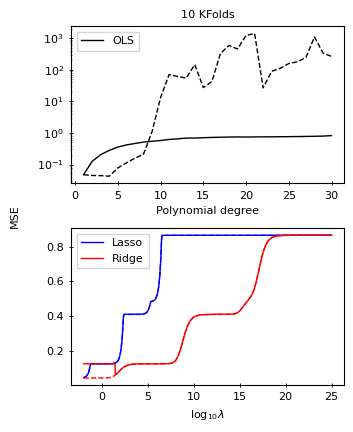 10 KFolds
OLS
10³
10²
10¹
10⁰
10⁻¹
0 5 10 15 20 25 30
Polynomial degree
MSE
Lasso
Ridge
0.8
0.6
0.4
0.2
0 5 10 15 20 25
log₁₀λ